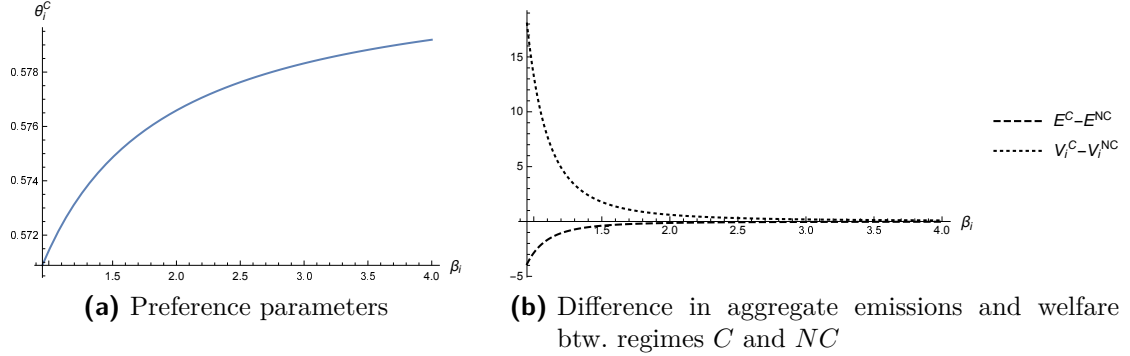 θ_i^C
0.578
0.576
0.574
0.572
1.5 2.0 2.5 3.0 3.5 4.0 β_i
(a) Preference parameters
15
10
5
1.5 2.0 2.5 3.0 3.5 4.0 β_i
−5
E^C−E^NC
V_i^C−V_i^NC
(b) Difference in aggregate emissions and welfare
btw. regimes C and NC